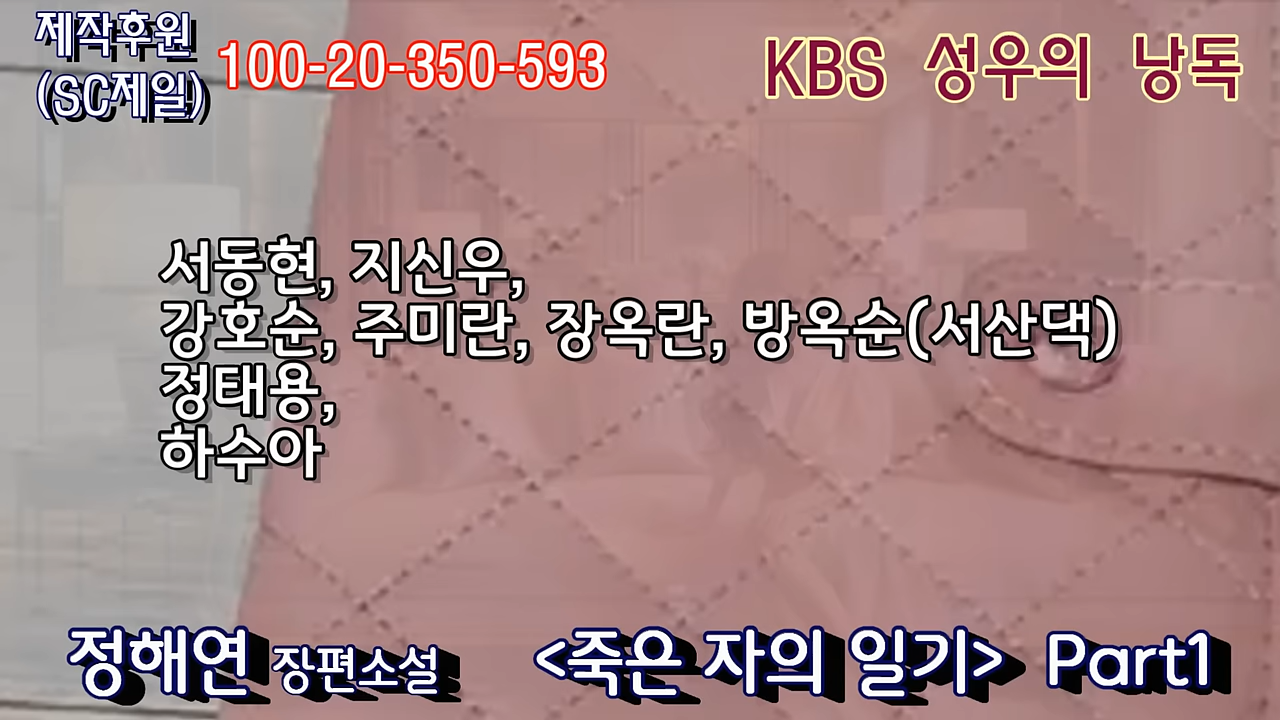 제작후원
(SC제일)
100-20-350-593
KBS 성우의 낭독
서동현, 지신우,
강호순, 주미란, 장옥란, 방옥순(서산댁)
정태용,
하수아
정해연 장편소설 <죽은 자의 일기> Part1